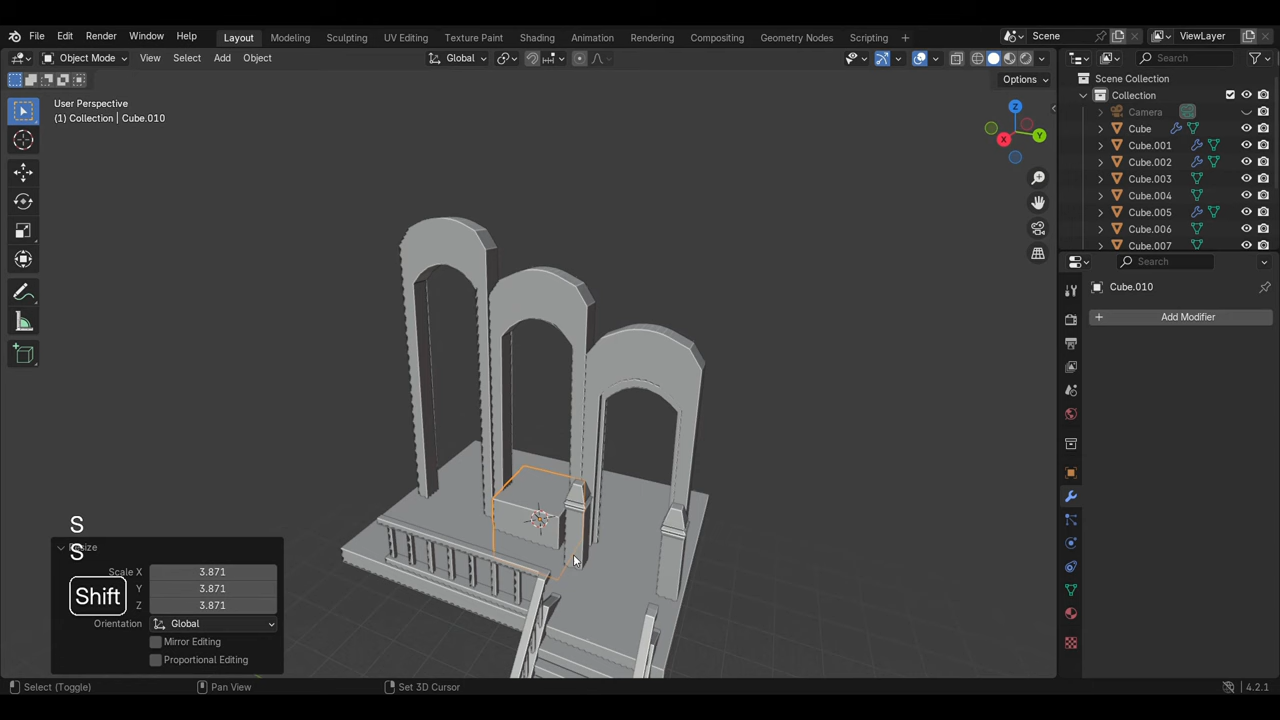 File Edit Render Window Help Layout Modeling Sculpting UV Editing Texture Paint Shading Animation Rendering Compositing Geometry Nodes Scripting + Scene ViewLayer
Object Mode View Select Add Object Global Search
Options
User Perspective
(1) Collection | Cube.010
Z
Y
X
Scene Collection
Collection
Camera
Cube
Cube.001
Cube.002
Cube.003
Cube.004
Cube.005
Cube.006
Cube.007
Search
Cube.010
+ Add Modifier
S
S
Shift
Scale X 3.871
Y 3.871
Z 3.871
Orientation Global
Mirror Editing
Proportional Editing
Select (Toggle) Pan View Set 3D Cursor 4.2.1